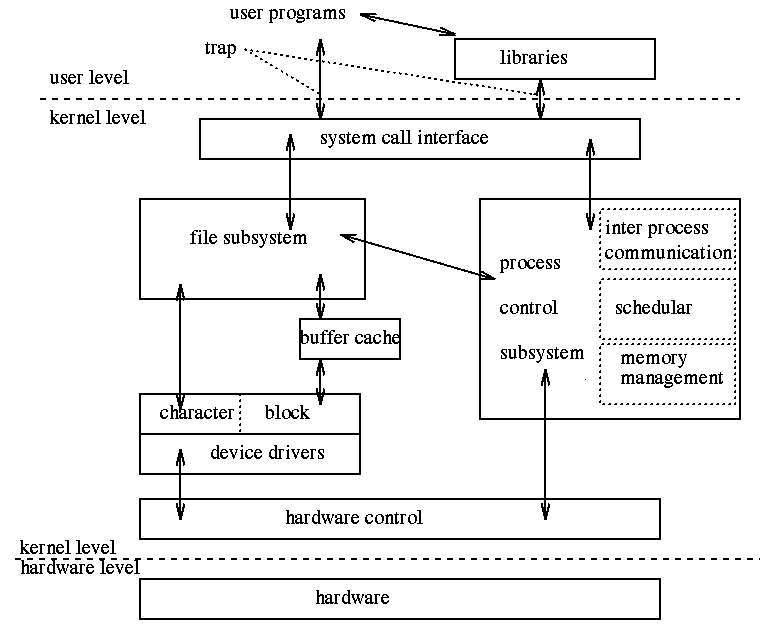 user programs
trap
libraries
user level
kernel level
system call interface
file subsystem
inter process
communication
process
control
schedular
subsystem
memory
management
buffer cache
character
block
device drivers
hardware control
kernel level
hardware level
hardware